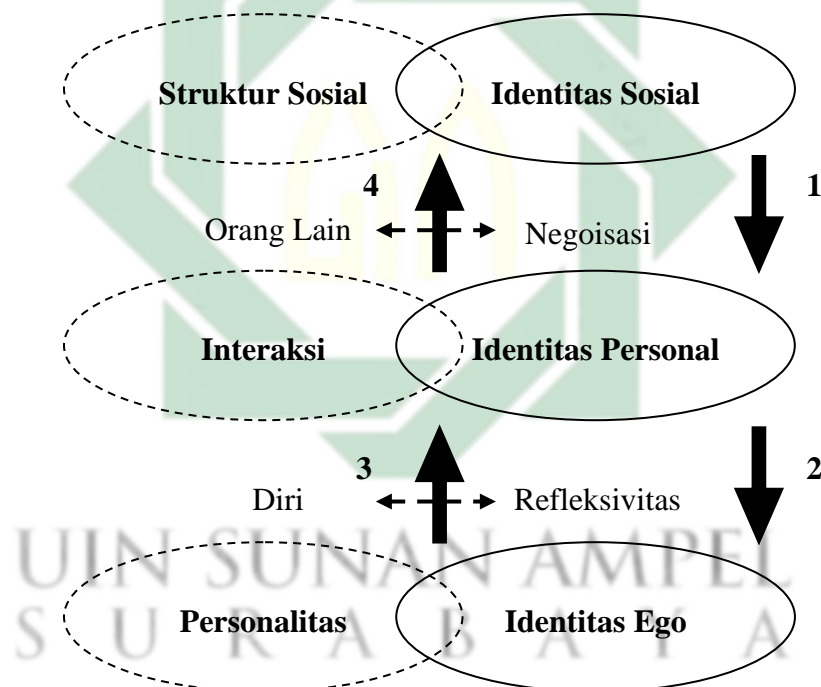 Struktur Sosial Identitas Sosial
4 1
Orang Lain Negoisasi
Interaksi Identitas Personal
3 2
Diri Refleksivitas
UIN SUNAN AMPEL
S U R A B A Y A
Personalitas Identitas Ego